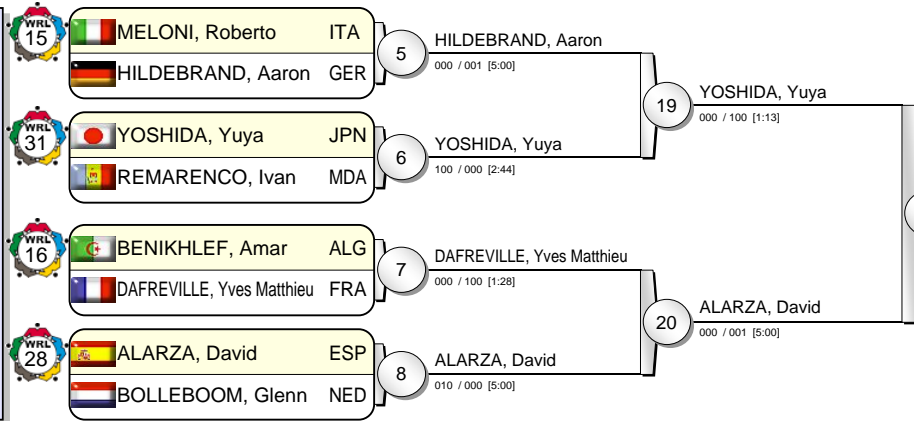 WRL
15
MELONI, Roberto ITA
HILDEBRAND, Aaron GER
5
HILDEBRAND, Aaron
000 / 001 [5:00]
WRL
31
YOSHIDA, Yuya JPN
REMARENCO, Ivan MDA
6
YOSHIDA, Yuya
100 / 000 [2:44]
19
YOSHIDA, Yuya
000 / 100 [1:13]
WRL
16
BENIKHLEF, Amar ALG
DAFREVILLE, Yves Matthieu FRA
7
DAFREVILLE, Yves Matthieu
000 / 100 [1:28]
WRL
28
ALARZA, David ESP
BOLLEBOOM, Glenn NED
8
ALARZA, David
010 / 000 [5:00]
20
ALARZA, David
000 / 001 [5:00]